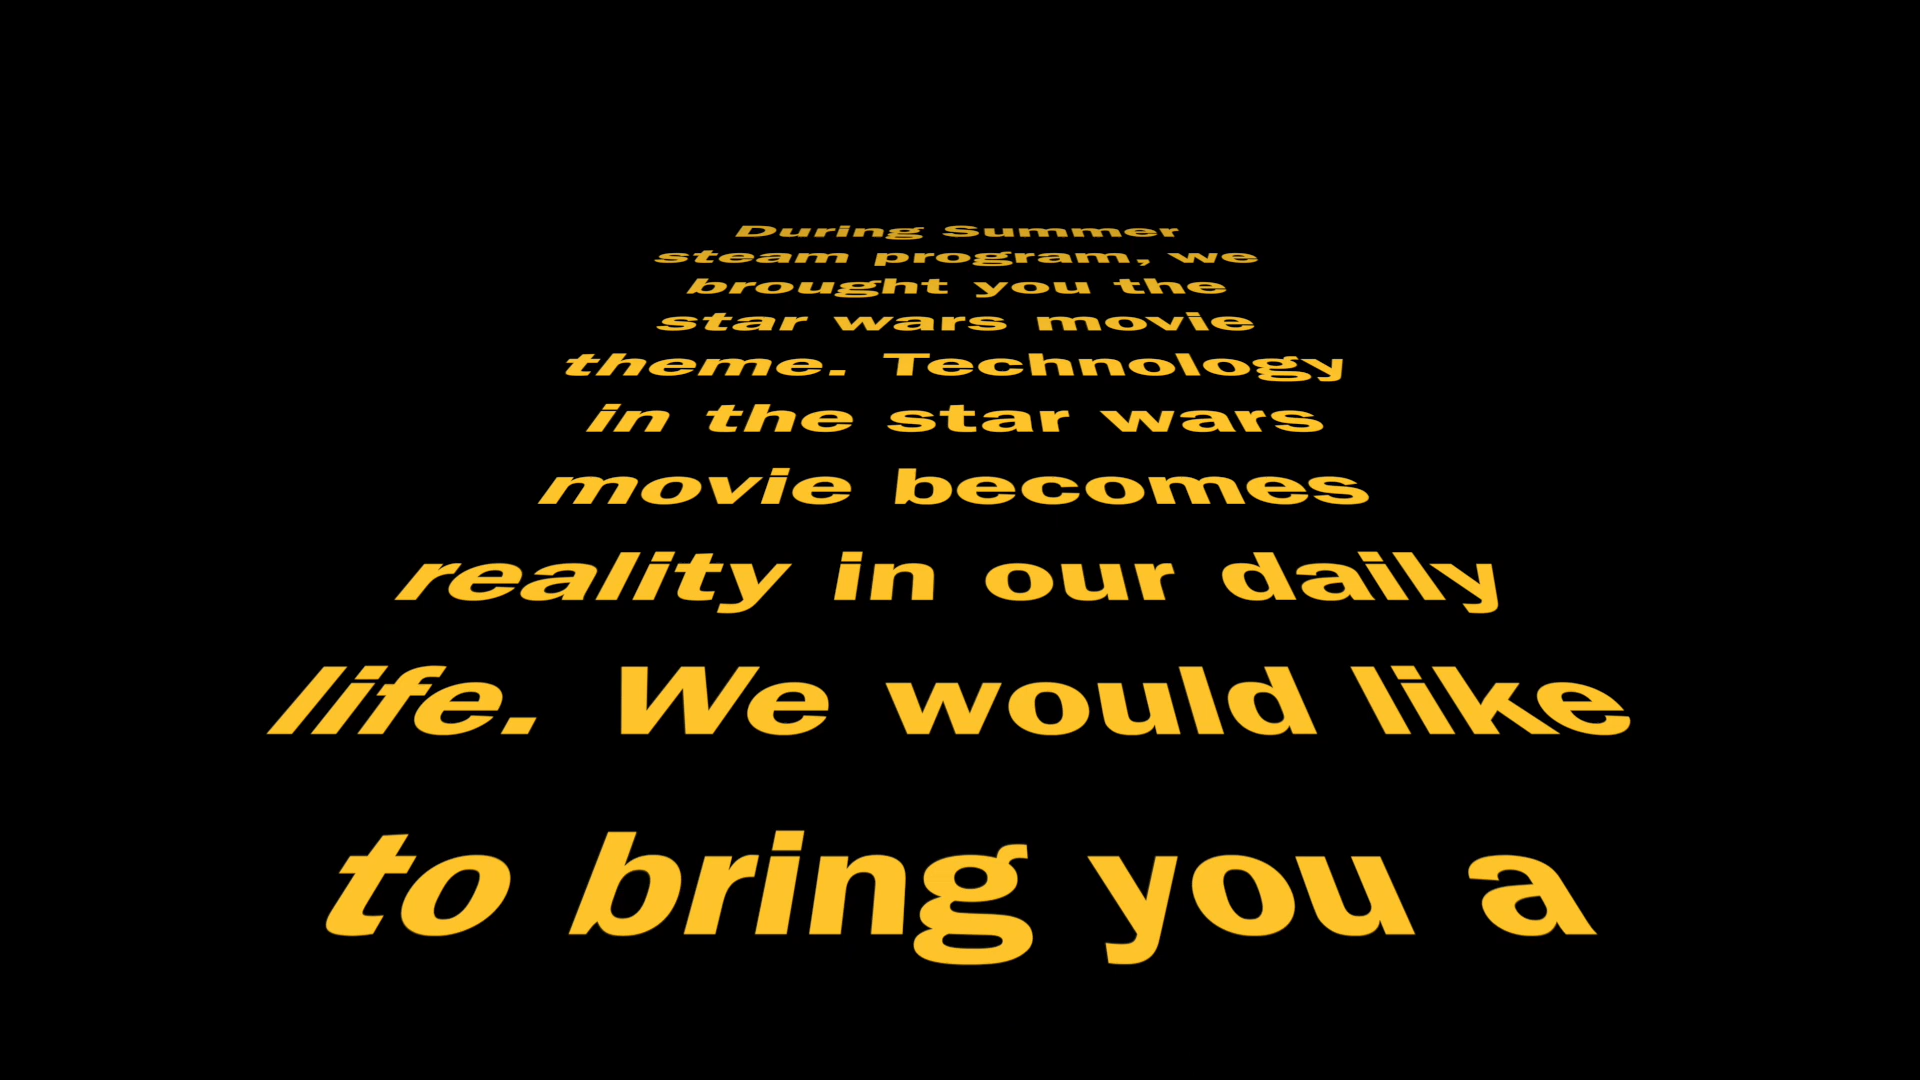 During Summer
steam program, we
brought you the
star wars movie
theme. Technology
in the star wars
movie becomes
reality in our daily
life. We would like
to bring you a